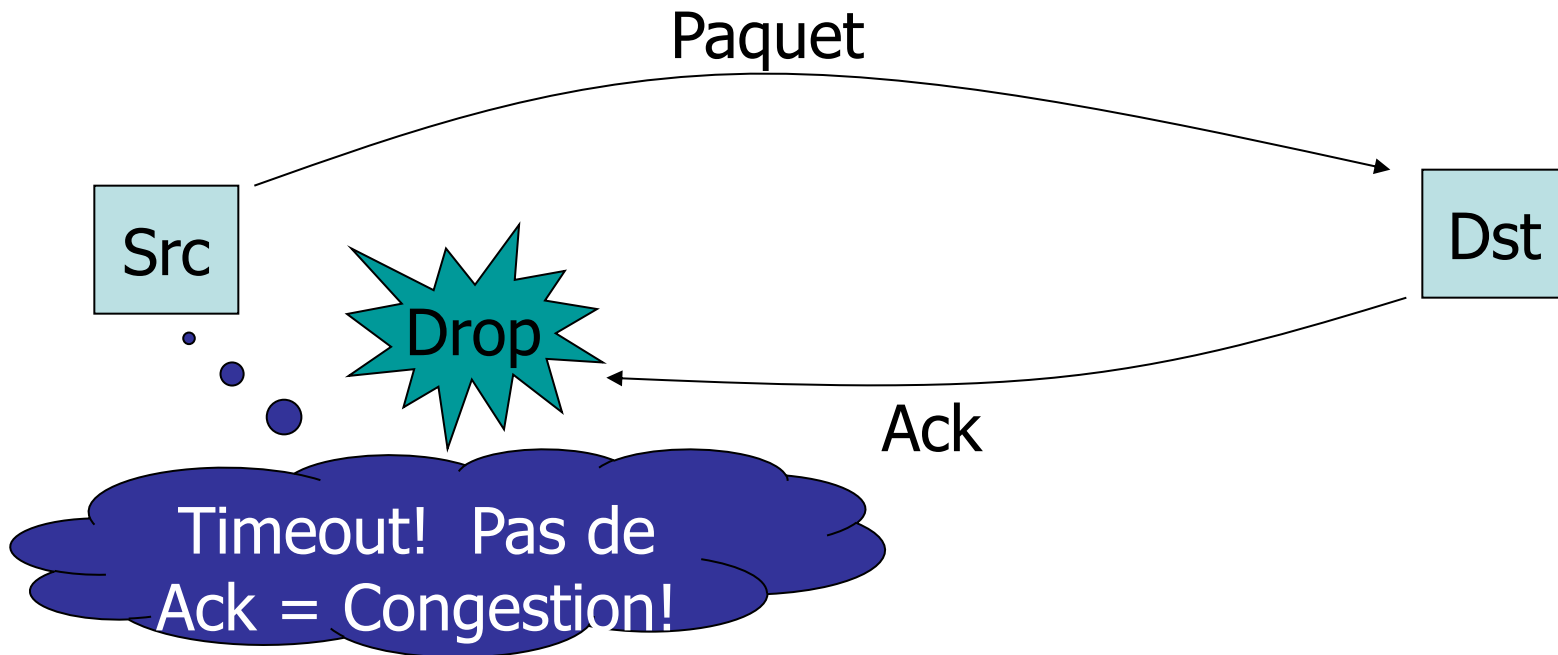 Paquet
Src
Dst
Drop
Ack
Timeout!  Pas de
Ack = Congestion!